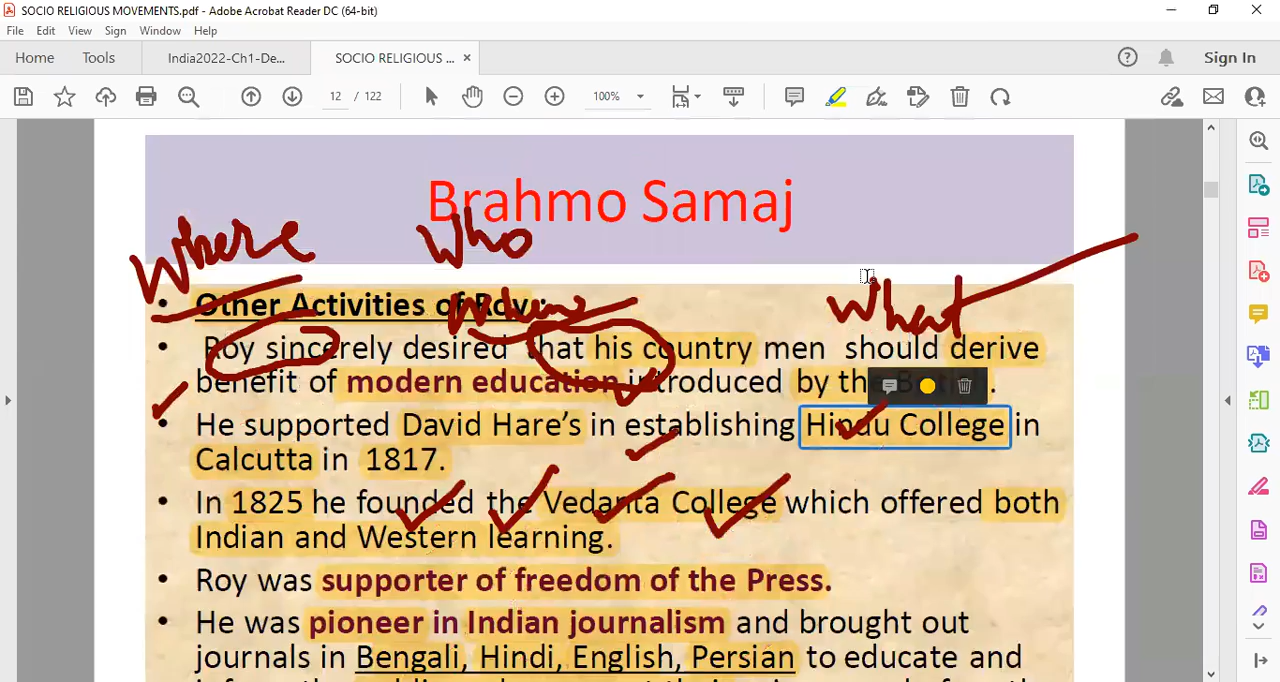 SOCIO RELIGIOUS MOVEMENTS.pdf - Adobe Acrobat Reader DC (64-bit)
File Edit View Sign Window Help
Home Tools India2022-Ch1-De... SOCIO RELIGIOUS ... × Sign In
12 / 122 100%
Brahmo Samaj
Where Who
When What
• Other Activities of Roy:
• Roy sincerely desired that his country men should derive
benefit of modern education introduced by the
• He supported David Hare's in establishing Hindu College in
Calcutta in 1817.
• In 1825 he founded the Vedanta College which offered both
Indian and Western learning.
• Roy was supporter of freedom of the Press.
• He was pioneer in Indian journalism and brought out
journals in Bengali, Hindi, English, Persian to educate and